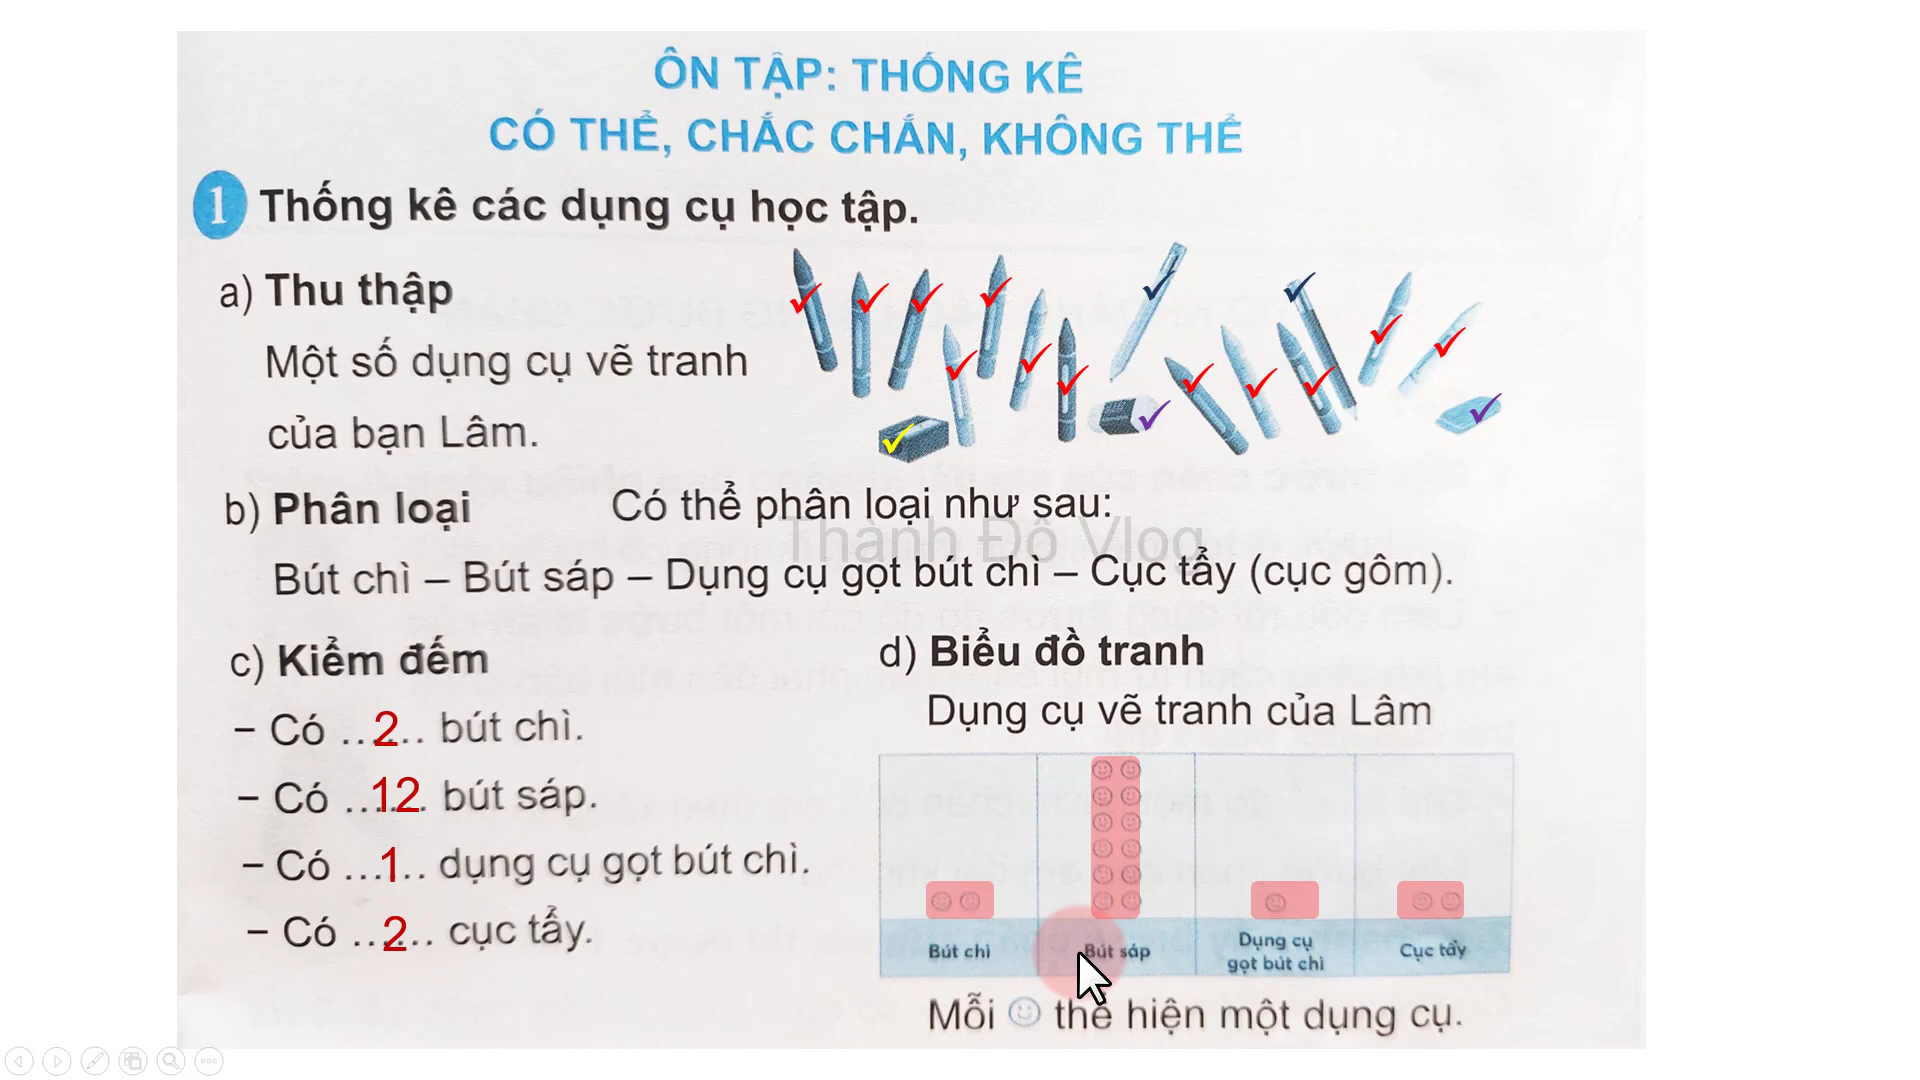 ÔN TẬP: THỐNG KÊ
CÓ THỂ, CHẮC CHẮN, KHÔNG THỂ
1 Thống kê các dụng cụ học tập.
a) Thu thập
Một số dụng cụ vẽ tranh
của bạn Lâm.
b) Phân loại Có thể phân loại như sau:
Thành Đô Vlog
Bút chì – Bút sáp – Dụng cụ gọt bút chì – Cục tẩy (cục gôm).
c) Kiểm đếm
– Có ...2... bút chì.
– Có ...12... bút sáp.
– Có ...1... dụng cụ gọt bút chì.
– Có ...2... cục tẩy.
d) Biểu đồ tranh
Dụng cụ vẽ tranh của Lâm
Bút chì Bút sáp Dụng cụ gọt bút chì Cục tẩy
Mỗi ☺ thể hiện một dụng cụ.